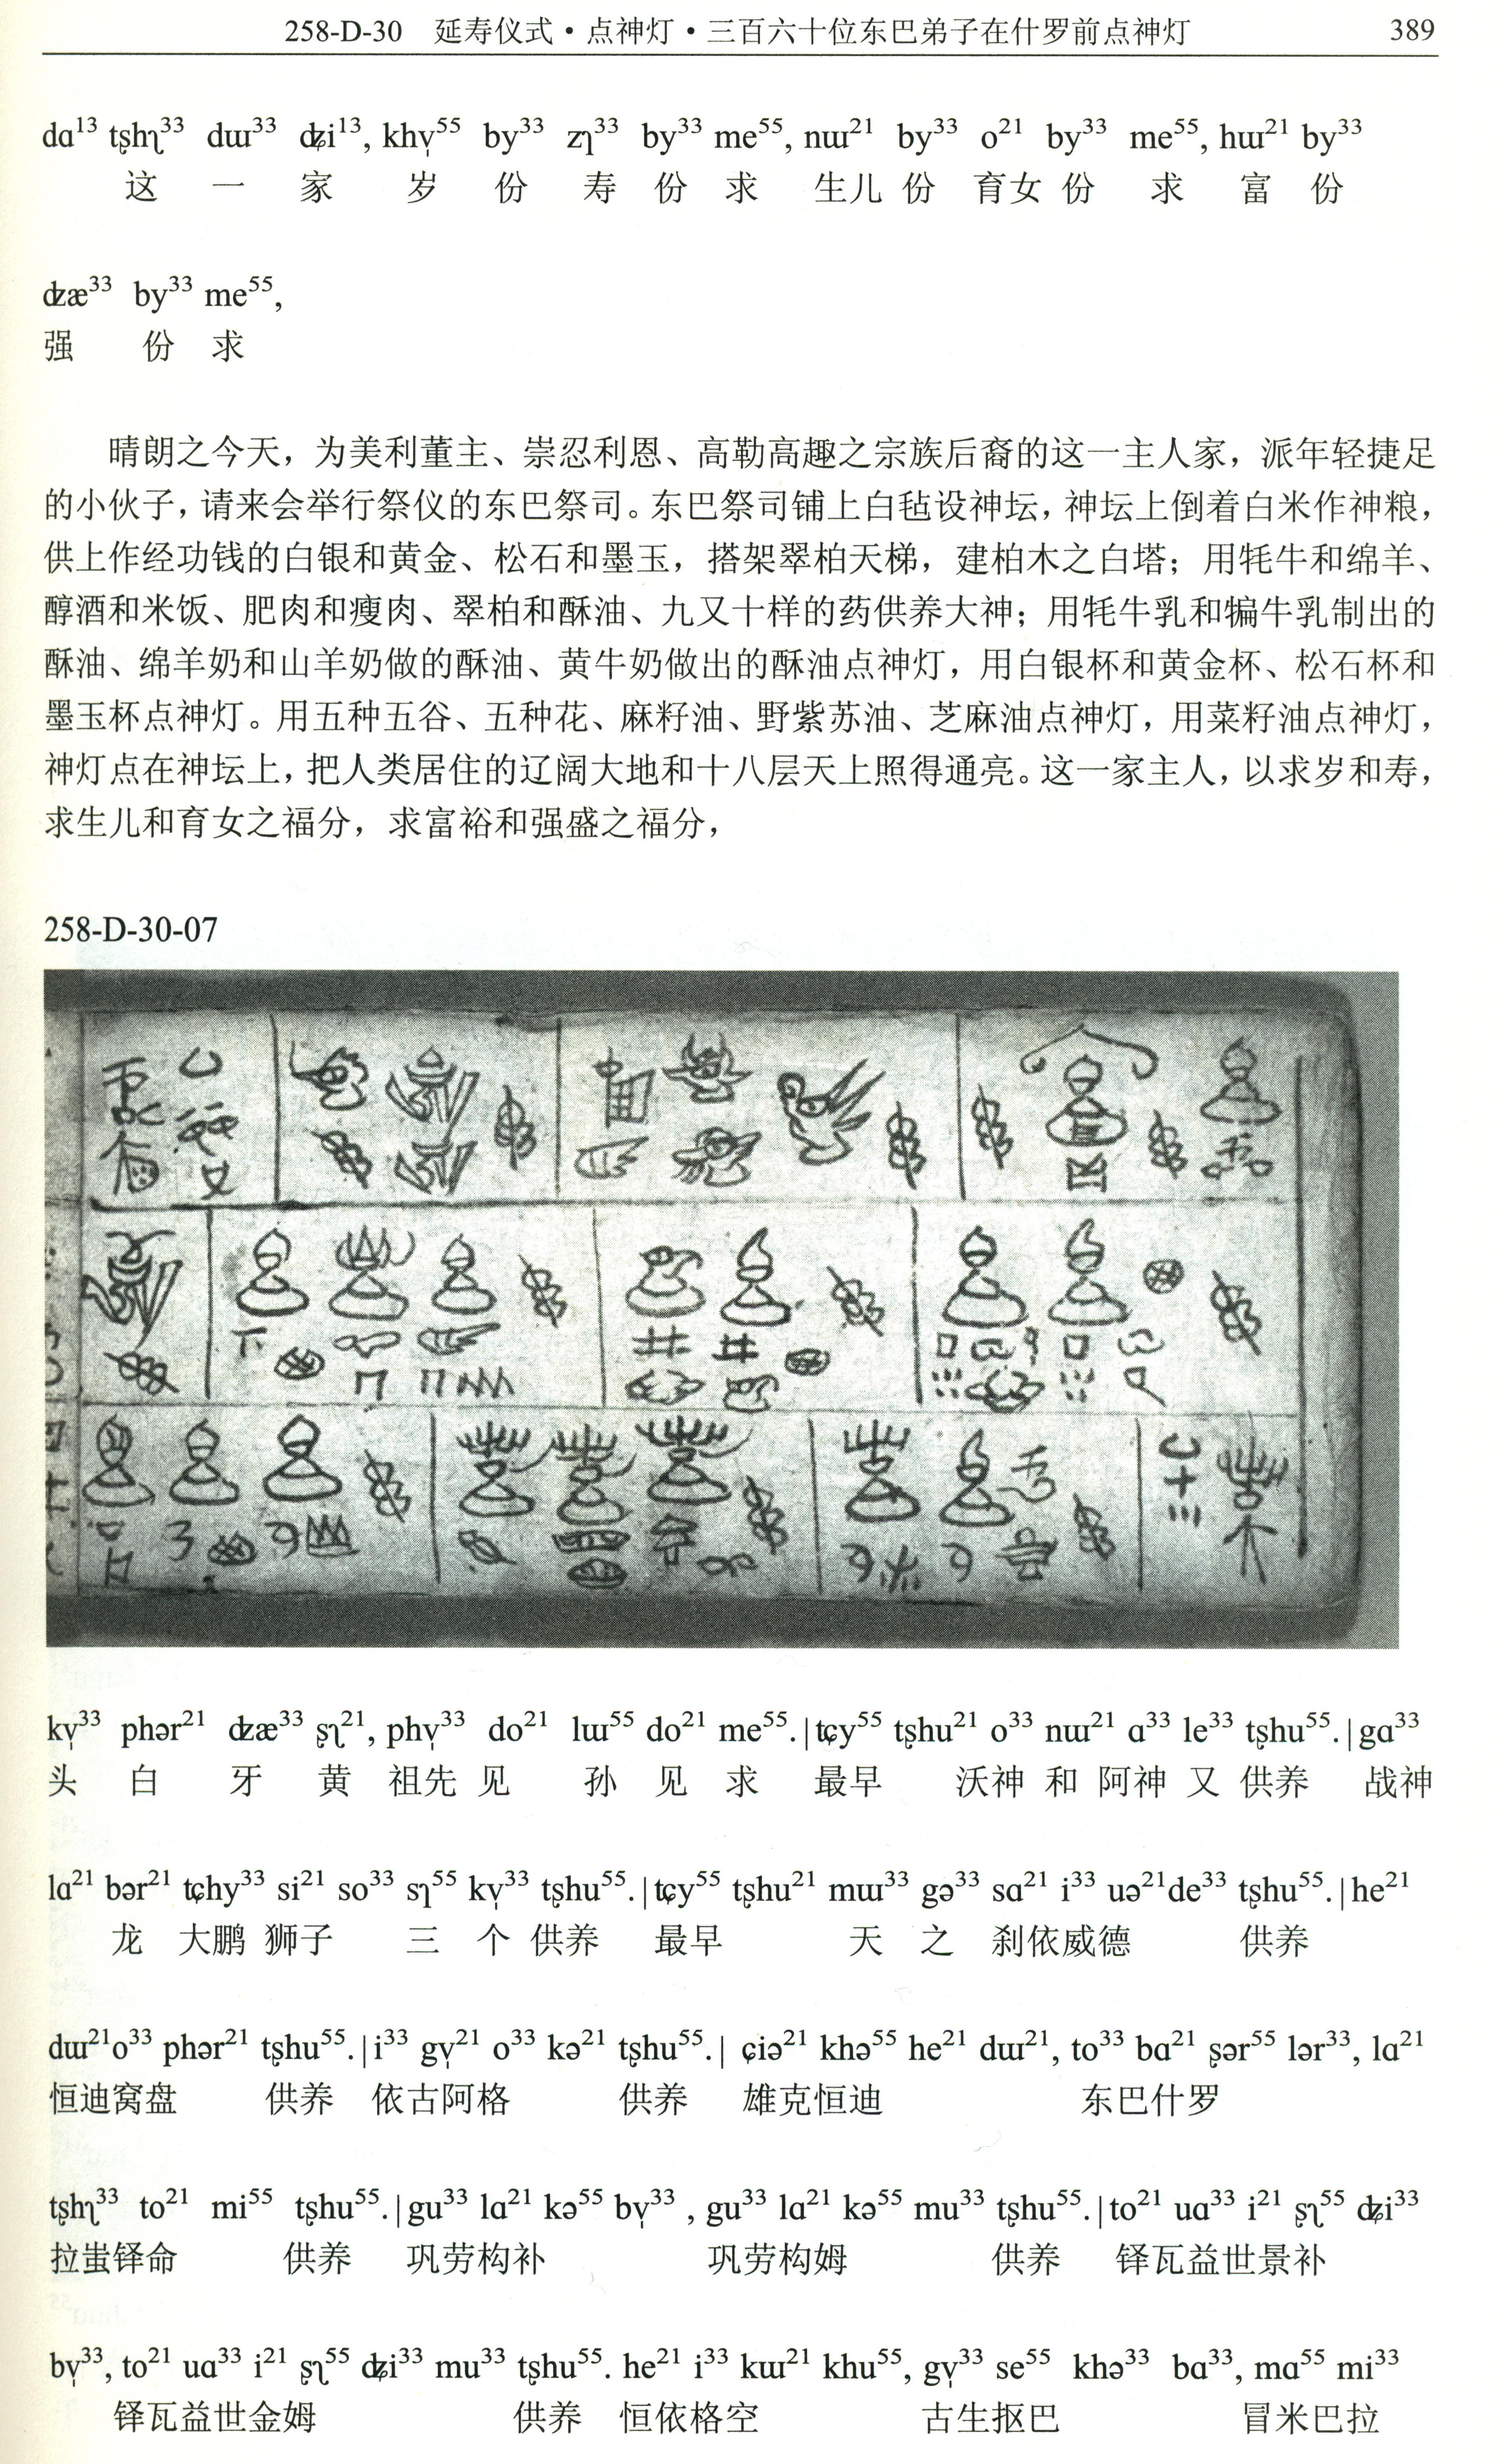 258-D-30 延寿仪式·点神灯·三百六十位东巴弟子在什罗前点神灯 389
dɑ¹³ tʂhʅ³³ dɯ³³ dʑi¹³, khv̩⁵⁵ by³³ zʅ³³ by³³ me⁵⁵, nɯ²¹ by³³ o²¹ by³³ me⁵⁵, hɯ²¹ by³³
这 一 家 岁 份 寿 份 求 生儿 份 育女 份 求 富 份
dʑæ³³ by³³ me⁵⁵,
强 份 求
晴朗之今天，为美利董主、崇忍利恩、高勒高趣之宗族后裔的这一主人家，派年轻捷足
的小伙子，请来会举行祭仪的东巴祭司。东巴祭司铺上白毡设神坛，神坛上倒着白米作神粮，
供上作经功钱的白银和黄金、松石和墨玉，搭架翠柏天梯，建柏木之白塔；用牦牛和绵羊、
醇酒和米饭、肥肉和瘦肉、翠柏和酥油、九又十样的药供养大神；用牦牛乳和犏牛乳制出的
酥油、绵羊奶和山羊奶做的酥油、黄牛奶做出的酥油点神灯，用白银杯和黄金杯、松石杯和
墨玉杯点神灯。用五种五谷、五种花、麻籽油、野紫苏油、芝麻油点神灯，用菜籽油点神灯，
神灯点在神坛上，把人类居住的辽阔大地和十八层天上照得通亮。这一家主人，以求岁和寿，
求生儿和育女之福分，求富裕和强盛之福分，
258-D-30-07
kv̩³³ phər²¹ dʑæ³³ ʂʅ²¹, phv̩³³ do²¹ lɯ⁵⁵ do²¹ me⁵⁵.|tɕy⁵⁵ tʂhu²¹ o³³ nɯ²¹ ɑ³³ le³³ tʂhu⁵⁵.|gɑ³³
头 白 牙 黄 祖先 见 孙 见 求 最早 沃神 和 阿神 又 供养 战神
lɑ²¹ bər²¹ tɕhy³³ si²¹ so³³ sʅ⁵⁵ kv̩³³ tʂhu⁵⁵.|tɕy⁵⁵ tʂhu²¹ mɯ³³ gə³³ sɑ²¹ i³³ uə²¹de³³ tʂhu⁵⁵.|he²¹
龙 大鹏 狮子 三 个 供养 最早 天 之 刹依威德 供养
dɯ²¹o³³ phər²¹ tʂhu⁵⁵.|i³³ gv̩²¹ o³³ kə²¹ tʂhu⁵⁵.| ɕiə²¹ khə⁵⁵ he²¹ dɯ²¹, to³³ bɑ²¹ ʂər⁵⁵ lər³³, lɑ²¹
恒迪窝盘 供养 依古阿格 供养 雄克恒迪 东巴什罗
tʂhʅ³³ to²¹ mi⁵⁵ tʂhu⁵⁵.|gu³³ lɑ²¹ kə⁵⁵ bv̩³³ , gu³³ lɑ²¹ kə⁵⁵ mu³³ tʂhu⁵⁵.|to²¹ uɑ³³ i²¹ ʂʅ⁵⁵ dʑi³³
拉蚩铎命 供养 巩劳构补 巩劳构姆 供养 铎瓦益世景补
bv̩³³, to²¹ uɑ³³ i²¹ ʂʅ⁵⁵ dʑi³³ mu³³ tʂhu⁵⁵. he²¹ i³³ kɯ²¹ khu⁵⁵, gv̩³³ se⁵⁵ khə³³ bɑ³³, mɑ⁵⁵ mi³³
铎瓦益世金姆 供养 恒依格空 古生抠巴 冒米巴拉